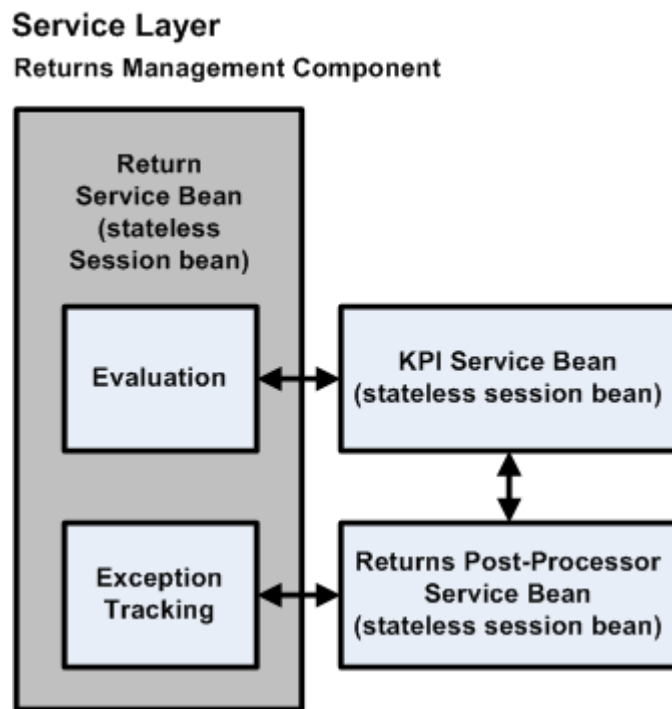 Service Layer
Returns Management Component
Return
Service Bean
(stateless
Session bean)
Evaluation
KPI Service Bean
(stateless session bean)
Exception
Tracking
Returns Post-Processor
Service Bean
(stateless session bean)